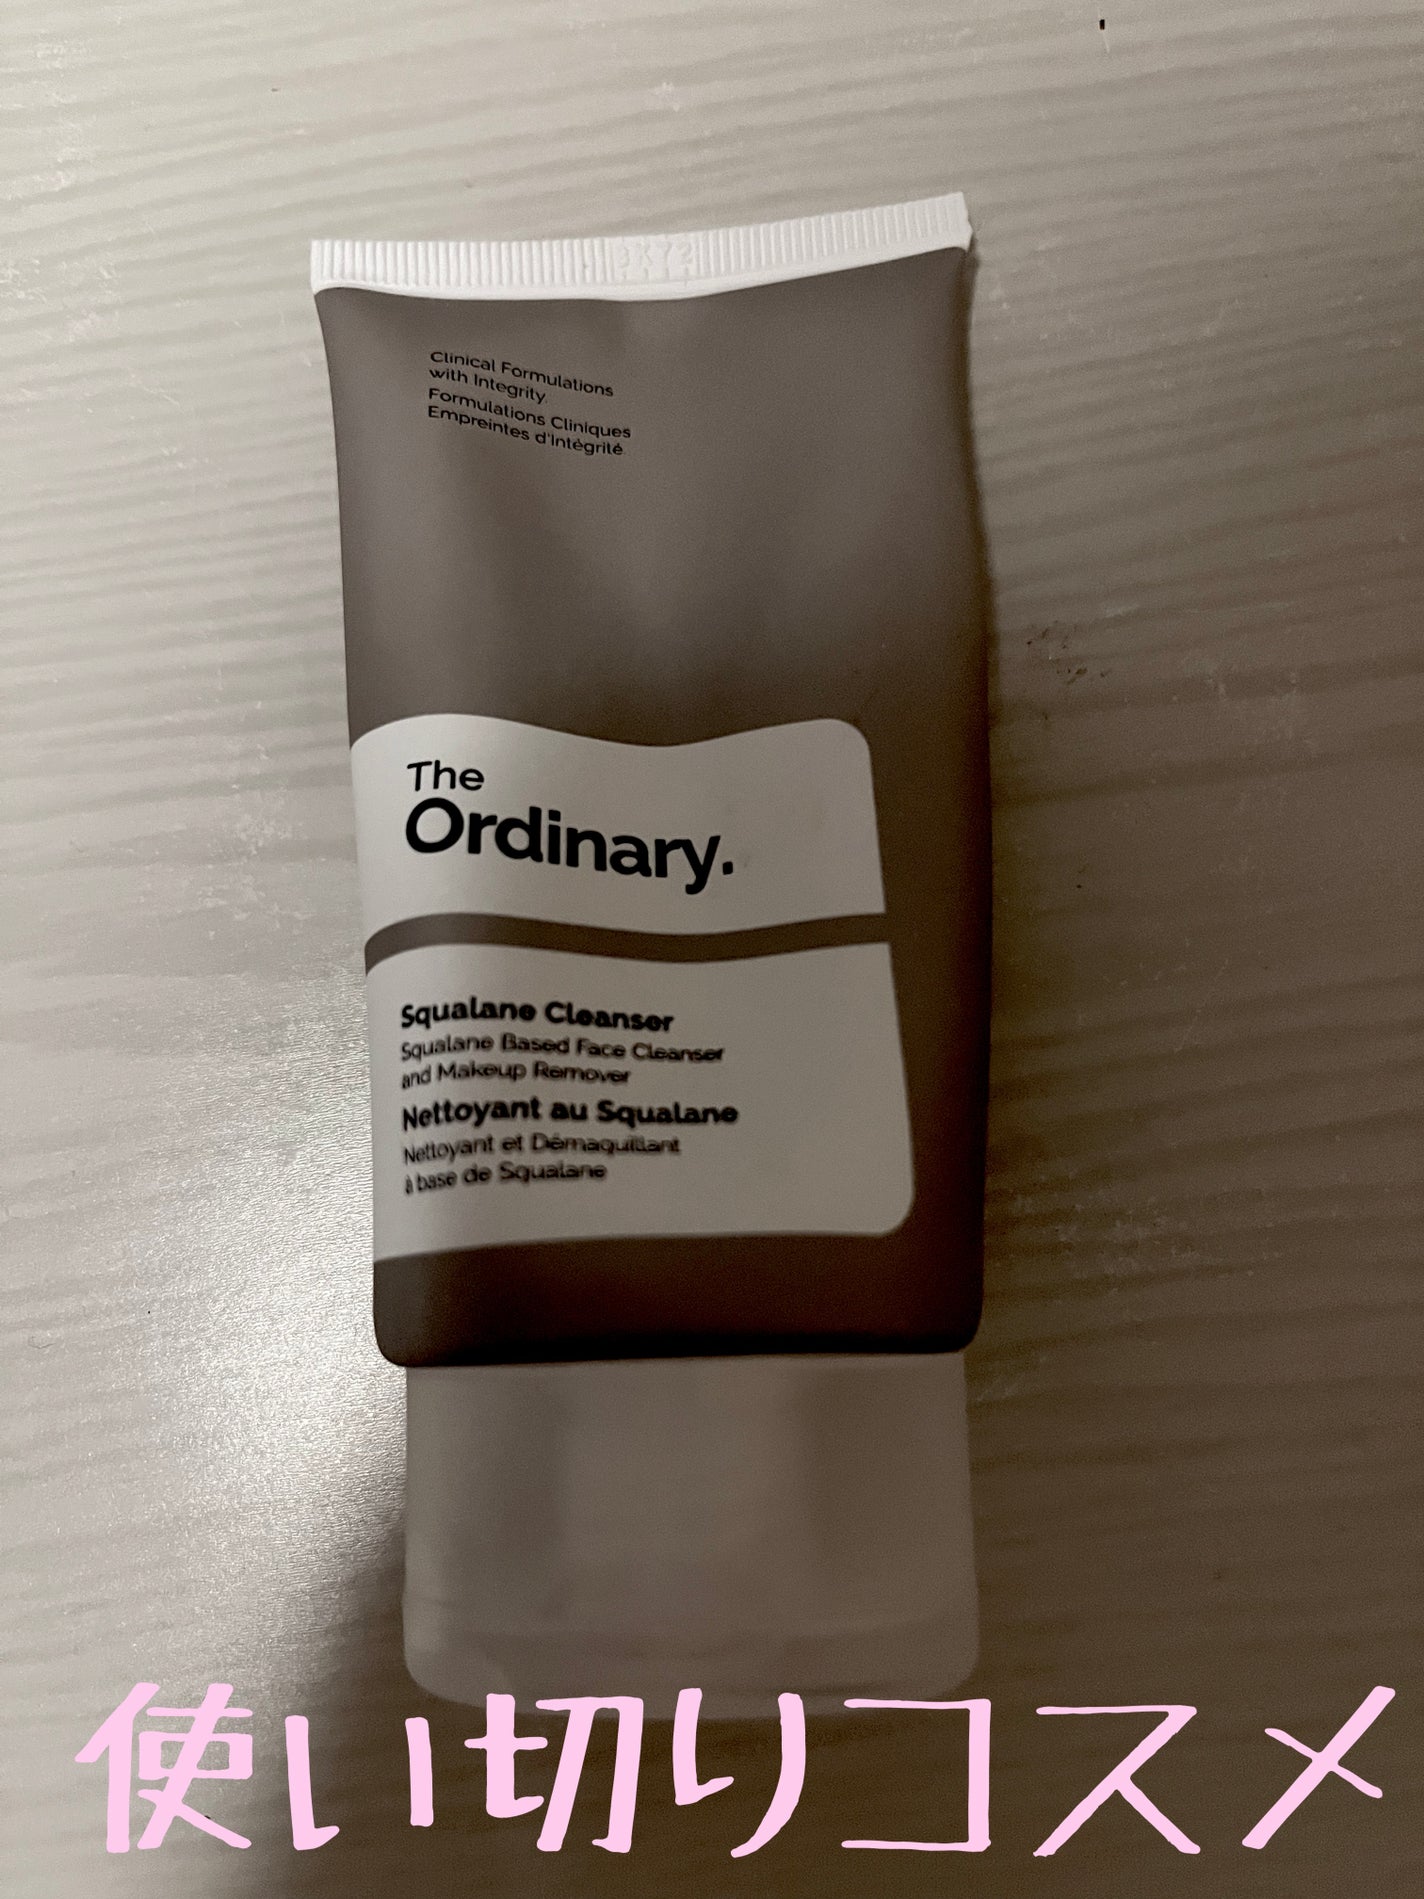 Clinical Formulations
with Integrity.
Formulations Cliniques
Empreintes d'Intégrité.
The
Ordinary.
Squalane Cleanser
Squalane Based Face Cleanser
and Makeup Remover
Nettoyant au Squalane
Nettoyant et Démaquillant
à base de Squalane
使い切りコスメ